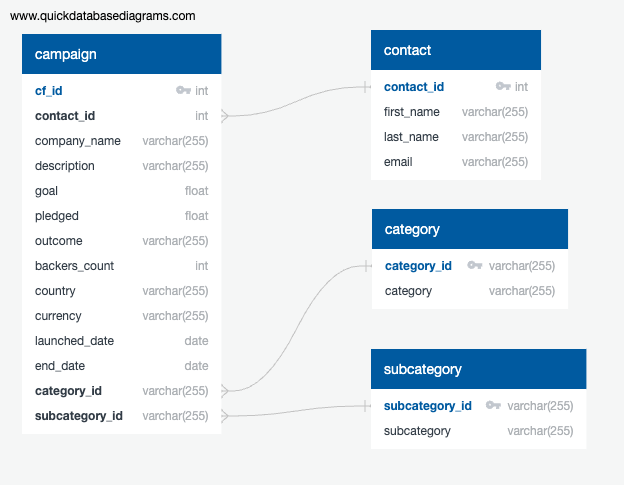 www.quickdatabasediagrams.com
campaign
cf_id int
contact_id int
company_name varchar(255)
description varchar(255)
goal float
pledged float
outcome varchar(255)
backers_count int
country varchar(255)
currency varchar(255)
launched_date date
end_date date
category_id varchar(255)
subcategory_id varchar(255)
contact
contact_id int
first_name varchar(255)
last_name varchar(255)
email varchar(255)
category
category_id varchar(255)
category varchar(255)
subcategory
subcategory_id varchar(255)
subcategory varchar(255)